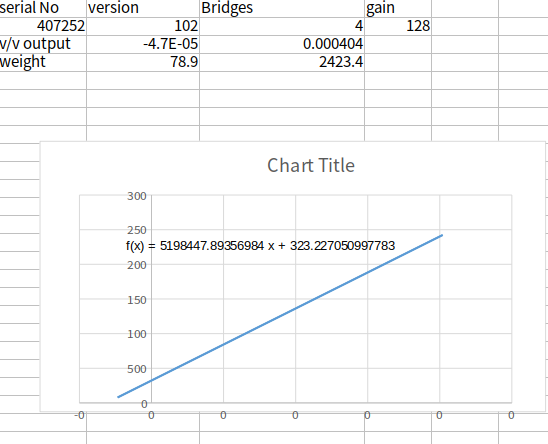 serial No version Bridges gain
407252 102 4 128
v/v output -4.7E-05 0.000404
weight 78.9 2423.4
Chart Title
300
250
f(x) = 5198447.89356984 x + 323.227050997783
200
150
100
500
0
-0 0 0 0 0 0 0